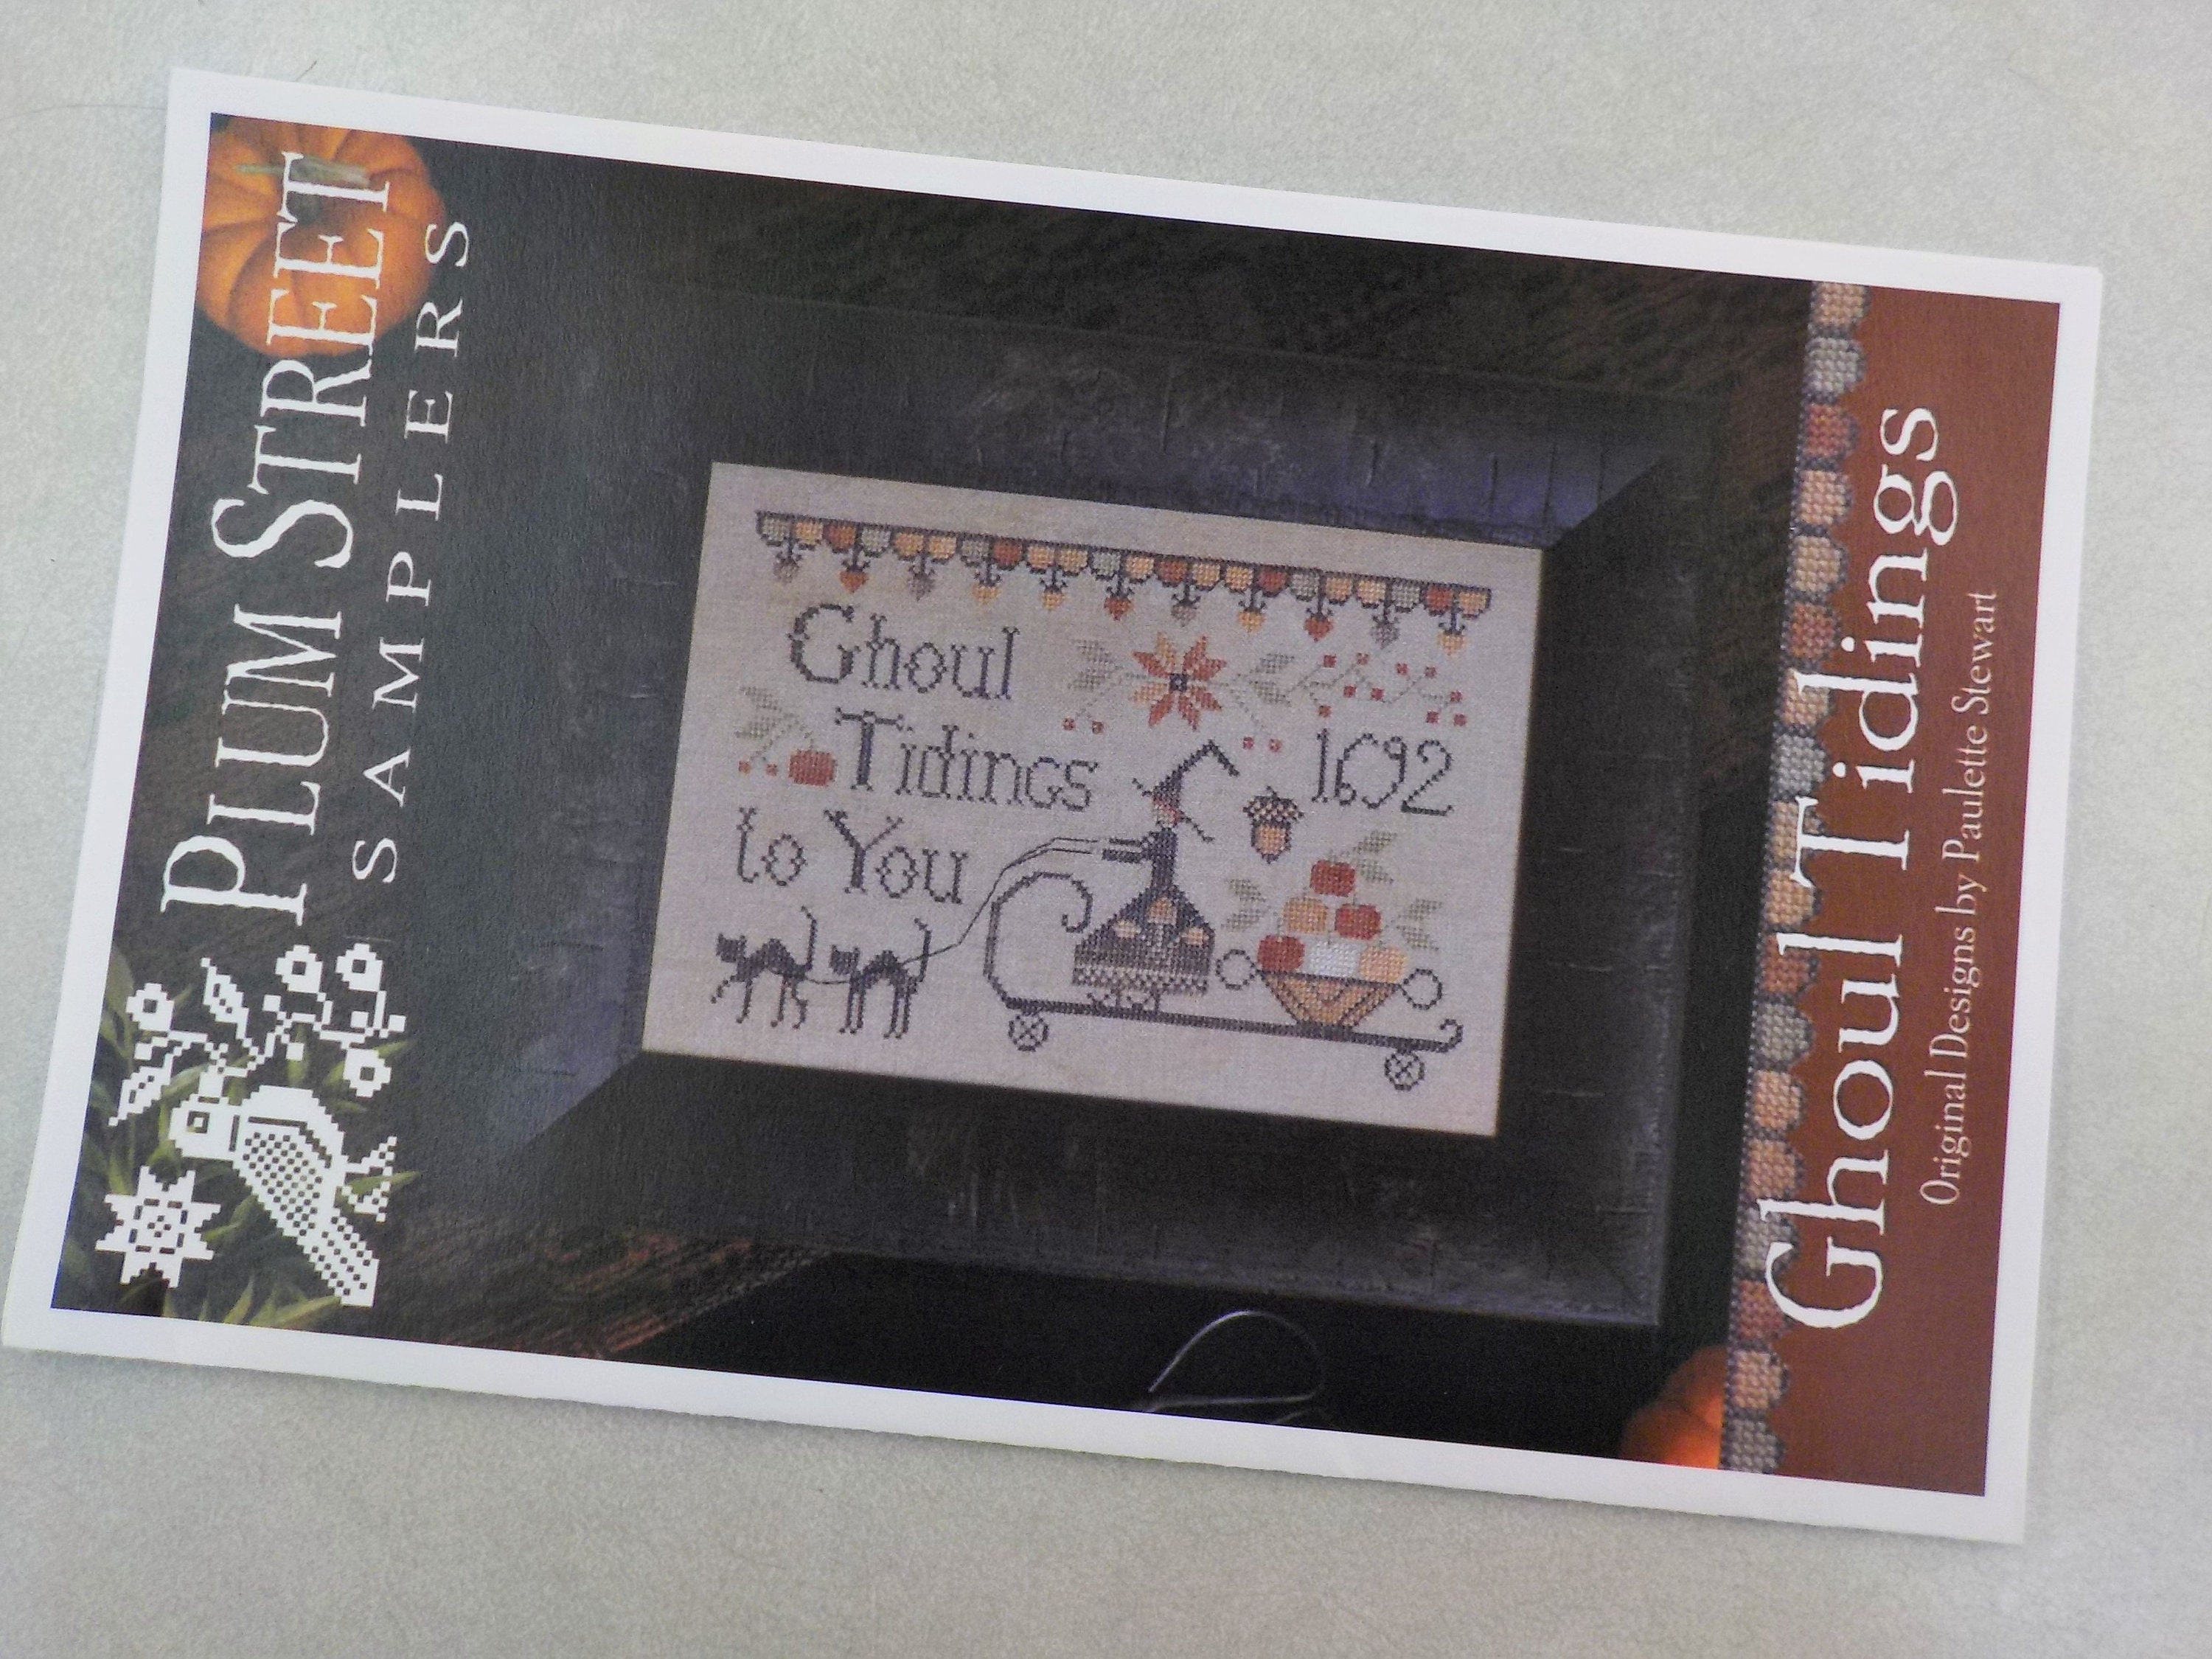 PLUM STREET
SAMPLERS
Ghoul
Tidings
to You
1692
Ghoul Tidings
Original Designs by Paulette Stewart